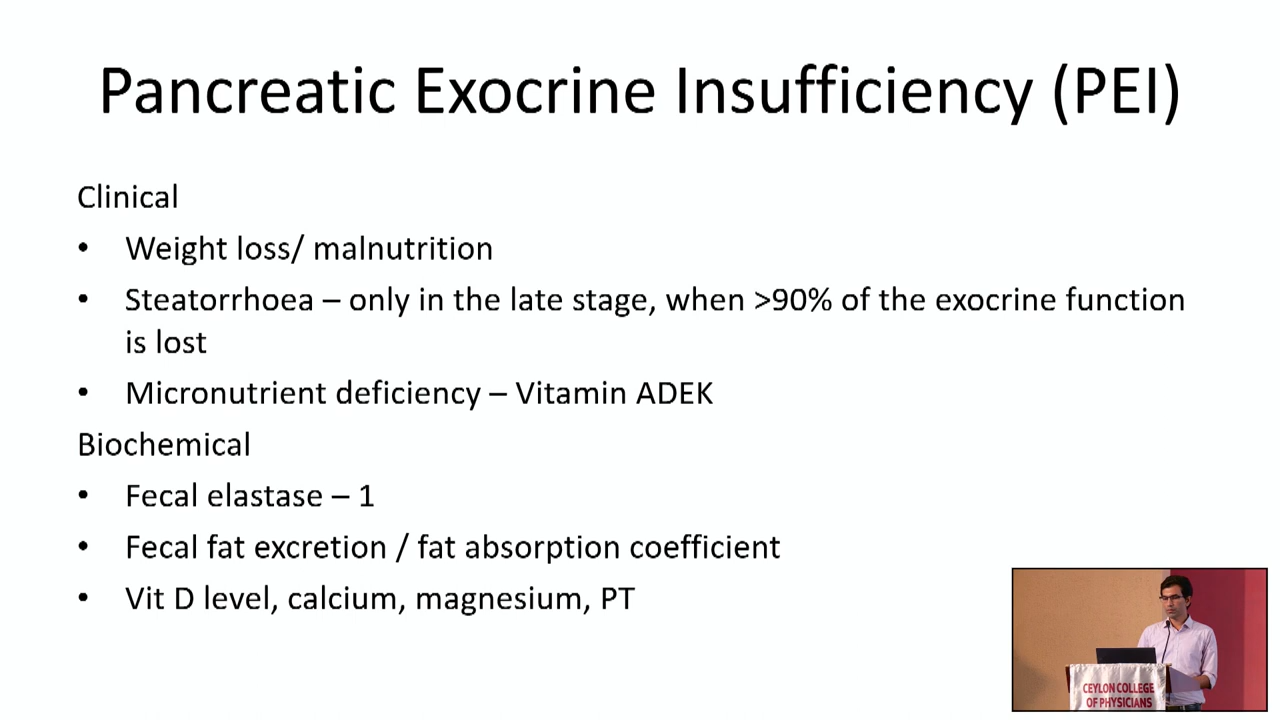 Pancreatic Exocrine Insufficiency (PEI)
Clinical
• Weight loss/ malnutrition
• Steatorrhoea – only in the late stage, when >90% of the exocrine function
is lost
• Micronutrient deficiency – Vitamin ADEK
Biochemical
• Fecal elastase – 1
• Fecal fat excretion / fat absorption coefficient
• Vit D level, calcium, magnesium, PT
CEYLON COLLEGE
OF PHYSICIANS